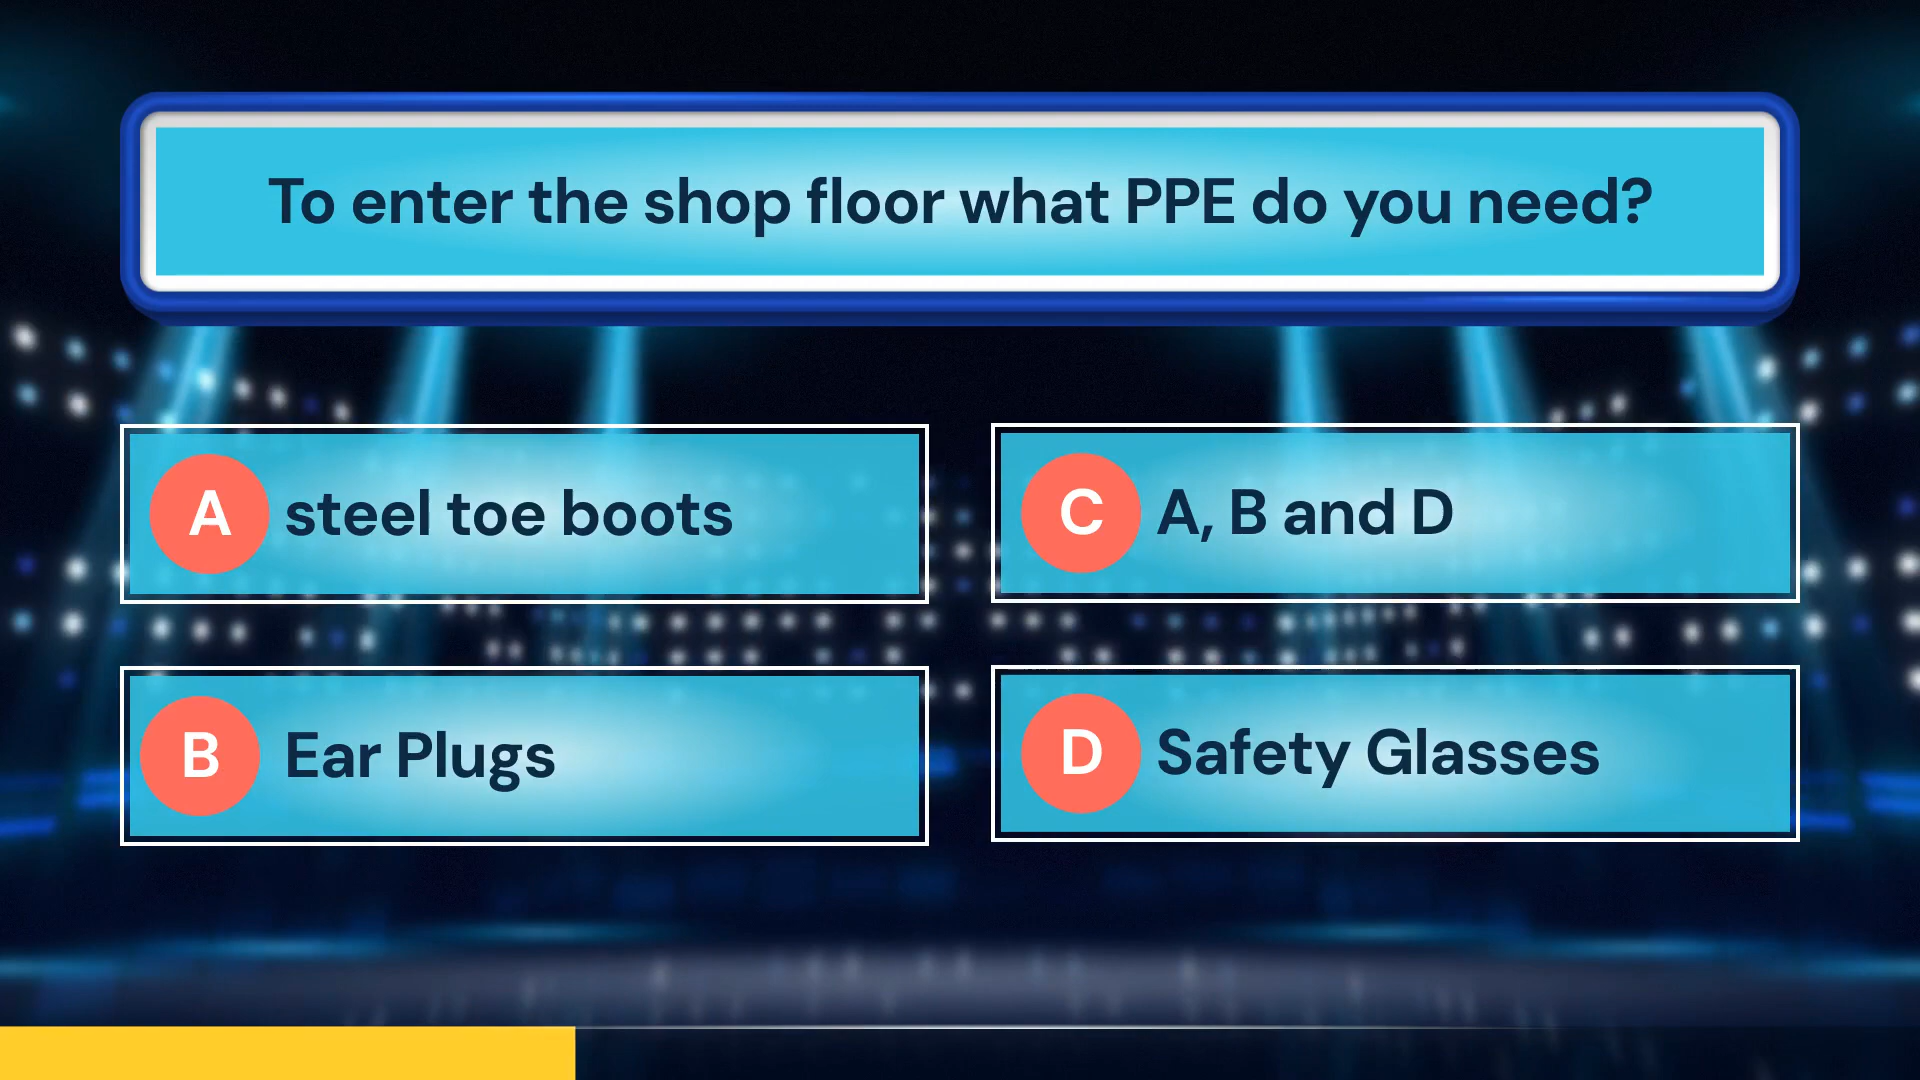 To enter the shop floor what PPE do you need?
A steel toe boots
B Ear Plugs
C A, B and D
D Safety Glasses